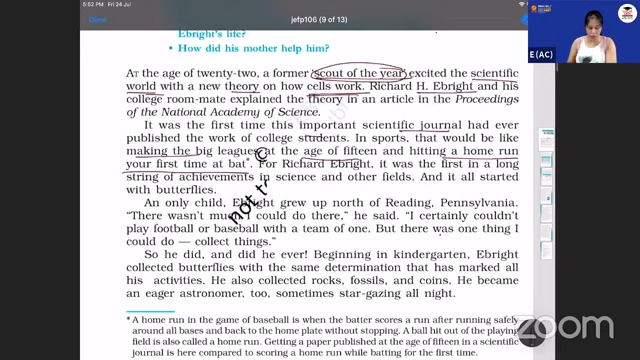 5:52 PM Fri 24 Jul
Done
jefp106 (9 of 13)
Ebright's life?
• How did his mother help him?
AT the age of twenty-two, a former 'scout of the year' excited the scientific
world with a new theory on how cells work. Richard H. Ebright and his
college room-mate explained the theory in an article in the Proceedings
of the National Academy of Science.
It was the first time this important scientific journal had ever
published the work of college students. In sports, that would be like
making the big leagues at the age of fifteen and hitting a home run
your first time at bat*. For Richard Ebright, it was the first in a long
string of achievements in science and other fields. And it all started
with butterflies.
An only child, Ebright grew up north of Reading, Pennsylvania.
“There wasn't much I could do there,” he said. “I certainly couldn't
play football or baseball with a team of one. But there was one thing I
could do — collect things.”
So he did, and did he ever! Beginning in kindergarten, Ebright
collected butterflies with the same determination that has marked all
his activities. He also collected rocks, fossils, and coins. He became
an eager astronomer, too, sometimes star-gazing all night.
* A home run in the game of baseball is when the batter scores a run after running safely
around all bases and back to the home plate without stopping. A ball hit out of the playing
field is also called a home run. Getting a paper published at the age of fifteen in a scientific
journal is here compared to scoring a home run while batting for the first time.
©
not t
E (AC)
zoom